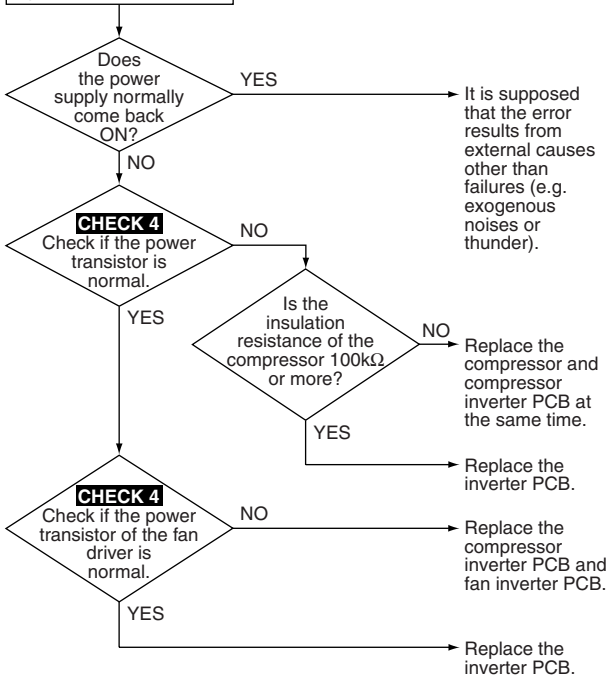 Does
the power
supply normally
come back
ON?
YES
It is supposed
that the error
results from
external causes
other than
failures (e.g.
exogenous
noises or
thunder).
NO
CHECK 4
Check if the power
transistor is
normal.
NO
YES
Is the
insulation
resistance of the
compressor 100kΩ
or more?
NO
Replace the
compressor and
compressor
inverter PCB at
the same time.
YES
Replace the
inverter PCB.
CHECK 4
Check if the power
transistor of the fan
driver is
normal.
NO
Replace the
compressor
inverter PCB and
fan inverter PCB.
YES
Replace the
inverter PCB.